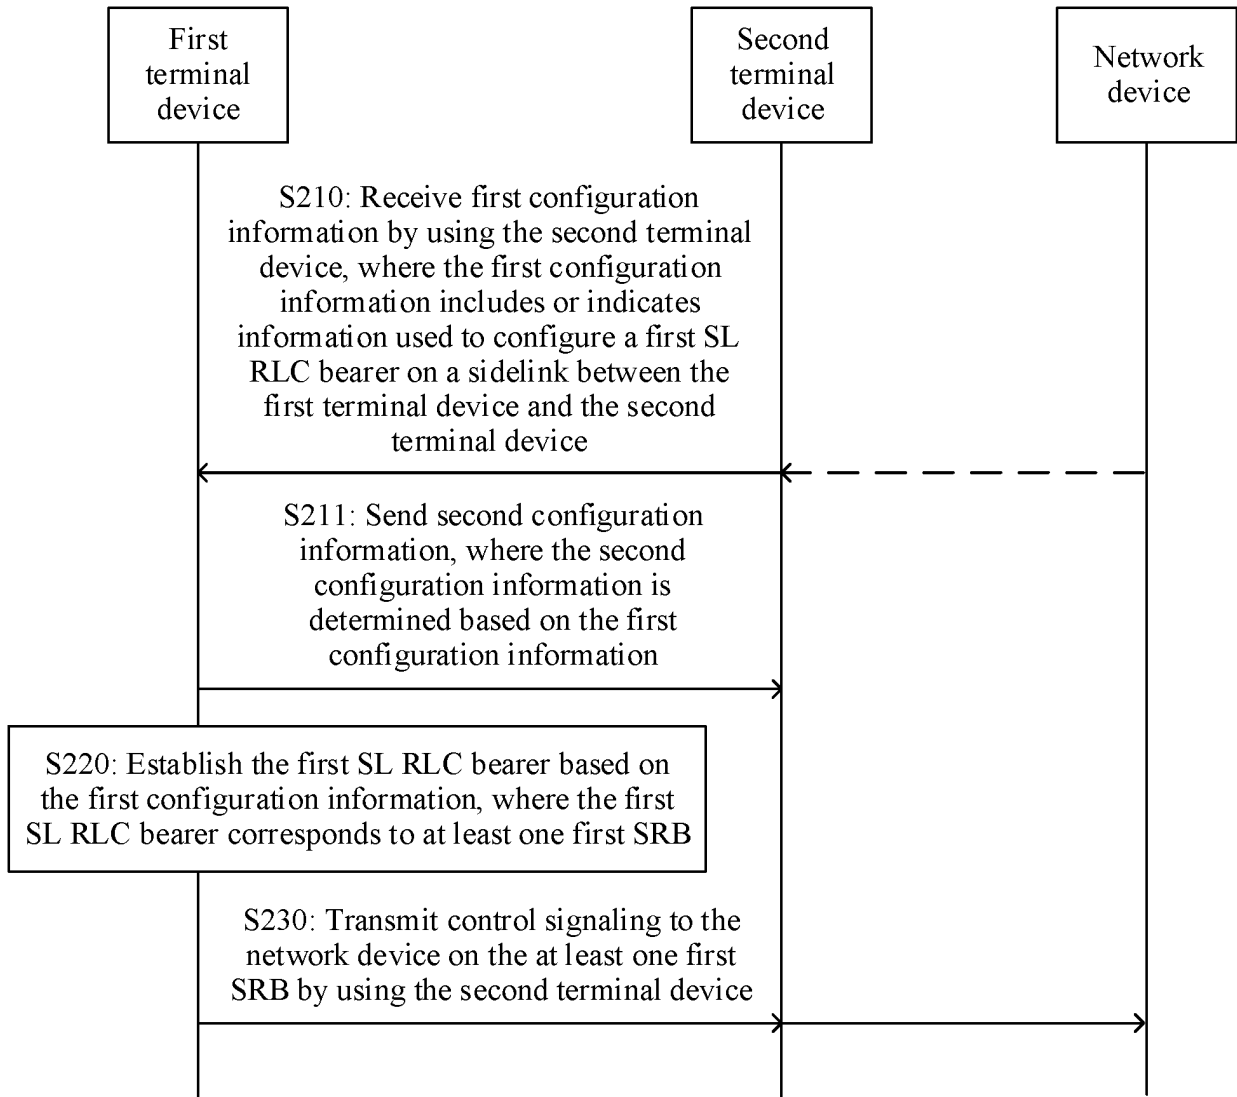 First
terminal
device
Second
terminal
device
Network
device
S210: Receive first configuration
information by using the second terminal
device, where the first configuration
information includes or indicates
information used to configure a first SL
RLC bearer on a sidelink between the
first terminal device and the second
terminal device
S211: Send second configuration
information, where the second
configuration information is
determined based on the first
configuration information
S220: Establish the first SL RLC bearer based on
the first configuration information, where the first
SL RLC bearer corresponds to at least one first SRB
S230: Transmit control signaling to the
network device on the at least one first
SRB by using the second terminal device